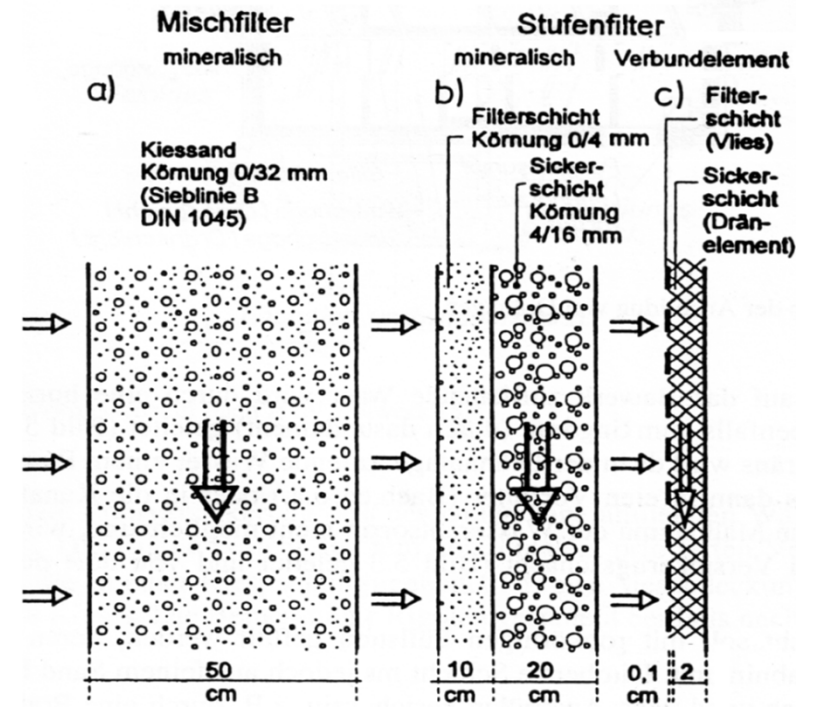 Mischfilter
mineralisch
a)
Kiessand
Körnung 0/32 mm
(Sieblinie B
DIN 1045)
50
cm
Stufenfilter
mineralisch
Verbundelement
b)
Filterschicht
Körnung 0/4 mm
Sicker-
schicht
Körnung
4/16 mm
10
cm
20
cm
c)
Filter-
schicht
(Vlies)
Sicker-
schicht
(Drän-
element)
0,1
cm
2